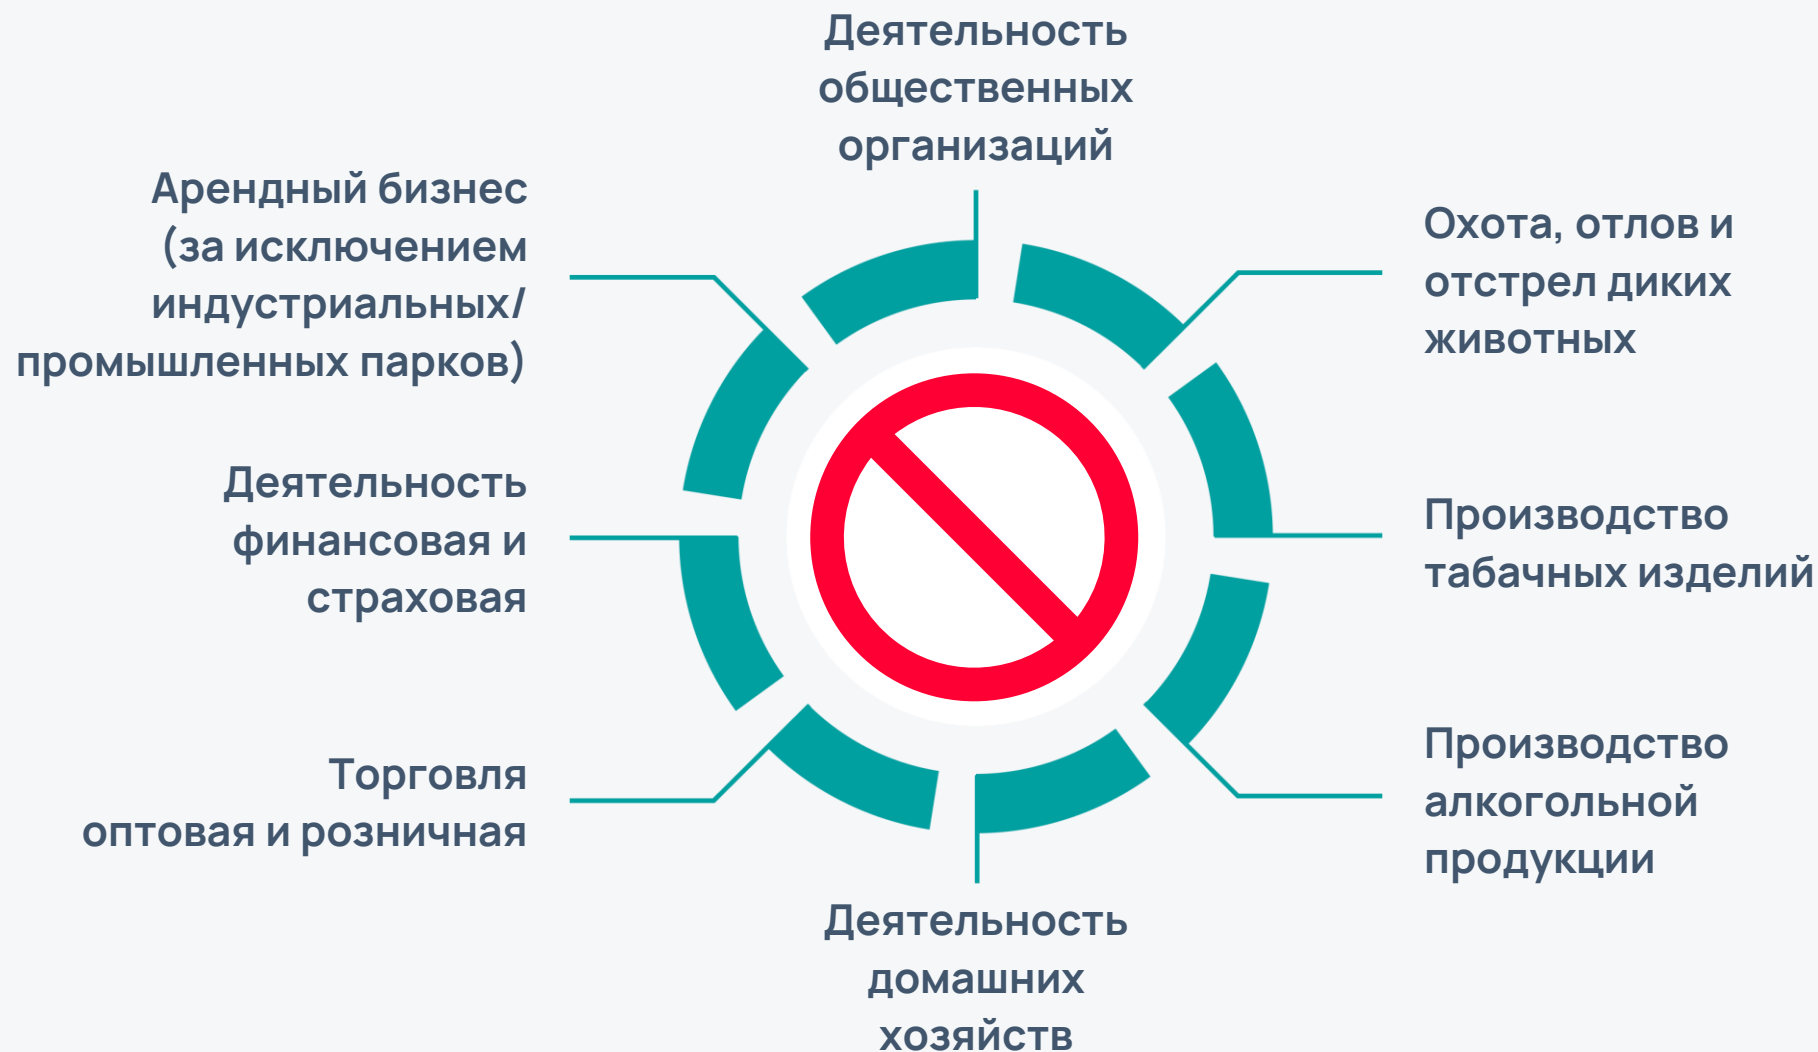 Деятельность
общественных
организаций
Охота, отлов и
отстрел диких
животных
Производство
табачных изделий
Производство
алкогольной
продукции
Деятельность
домашних
хозяйств
Торговля
оптовая и розничная
Деятельность
финансовая и
страховая
Арендный бизнес
(за исключением
индустриальных/
промышленных парков)